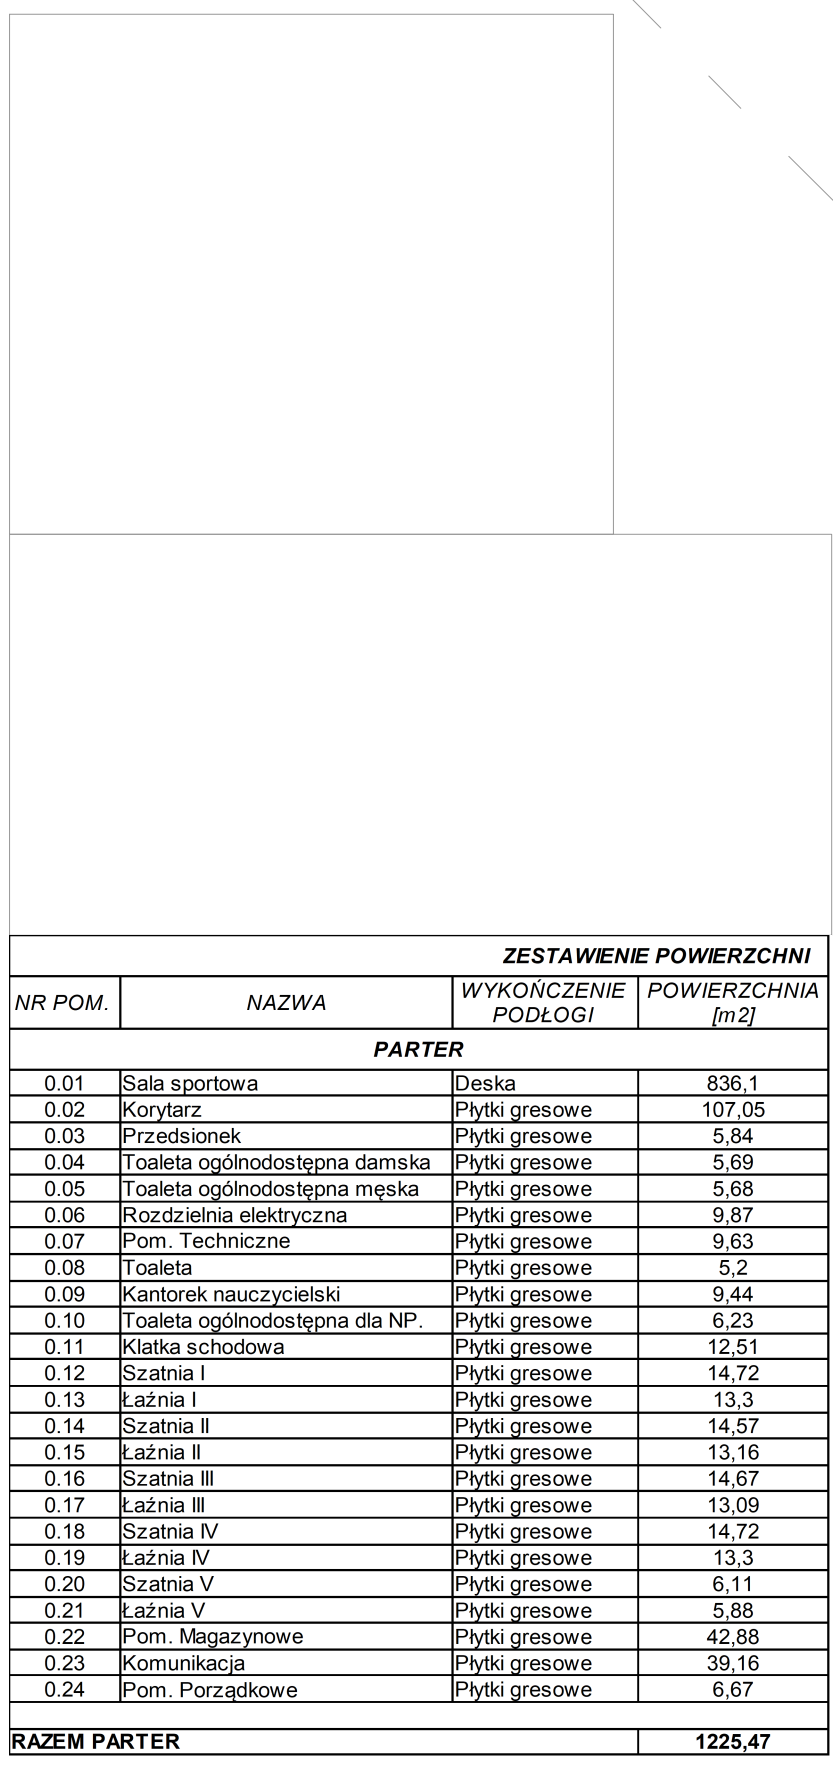 ZESTAWIENIE POWIERZCHNI
NR POM. NAZWA WYKOŃCZENIE PODŁOGI POWIERZCHNIA [m2]
PARTER
0.01 Sala sportowa Deska 836,1
0.02 Korytarz Płytki gresowe 107,05
0.03 Przedsionek Płytki gresowe 5,84
0.04 Toaleta ogólnodostępna damska Płytki gresowe 5,69
0.05 Toaleta ogólnodostępna męska Płytki gresowe 5,68
0.06 Rozdzielnia elektryczna Płytki gresowe 9,87
0.07 Pom. Techniczne Płytki gresowe 9,63
0.08 Toaleta Płytki gresowe 5,2
0.09 Kantorek nauczycielski Płytki gresowe 9,44
0.10 Toaleta ogólnodostępna dla NP. Płytki gresowe 6,23
0.11 Klatka schodowa Płytki gresowe 12,51
0.12 Szatnia I Płytki gresowe 14,72
0.13 Łaźnia I Płytki gresowe 13,3
0.14 Szatnia II Płytki gresowe 14,57
0.15 Łaźnia II Płytki gresowe 13,16
0.16 Szatnia III Płytki gresowe 14,67
0.17 Łaźnia III Płytki gresowe 13,09
0.18 Szatnia IV Płytki gresowe 14,72
0.19 Łaźnia IV Płytki gresowe 13,3
0.20 Szatnia V Płytki gresowe 6,11
0.21 Łaźnia V Płytki gresowe 5,88
0.22 Pom. Magazynowe Płytki gresowe 42,88
0.23 Komunikacja Płytki gresowe 39,16
0.24 Pom. Porządkowe Płytki gresowe 6,67
RAZEM PARTER 1225,47